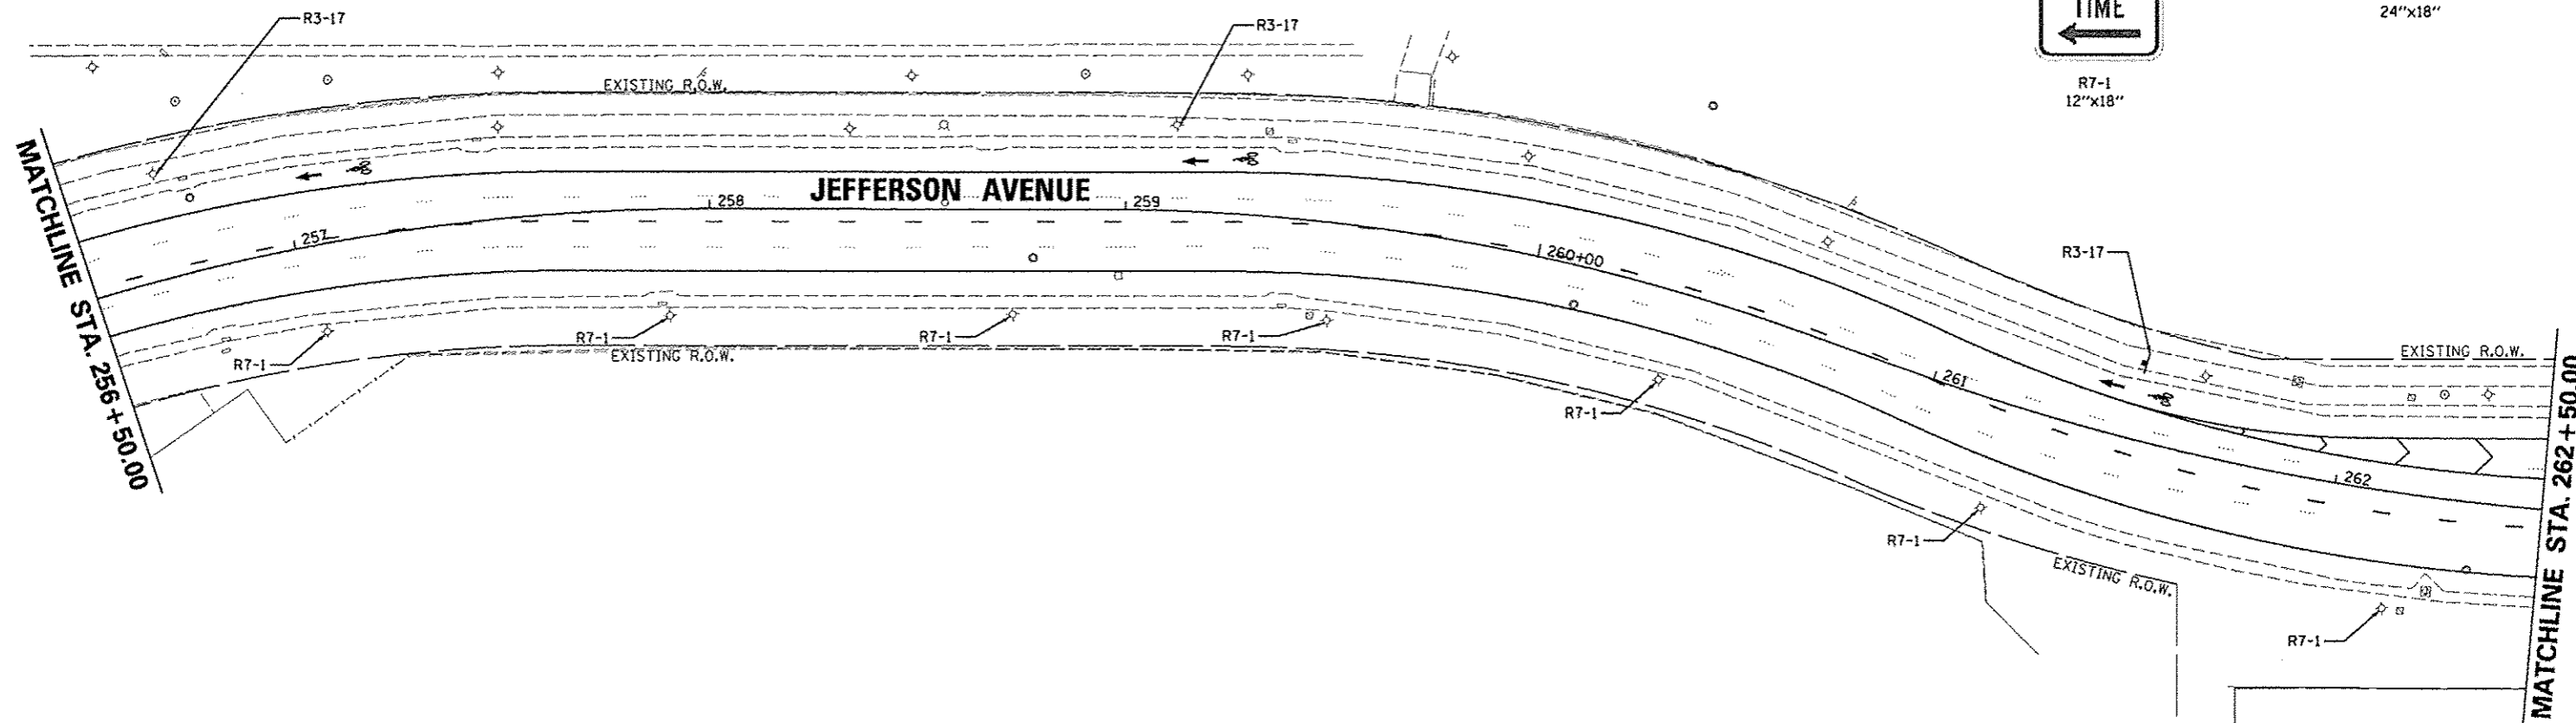 R3-17
R3-17
TIME
24"x18"
R7-1
12"x18"
EXISTING R.O.W.
MATCHLINE STA. 256+50.00
JEFFERSON AVENUE
257
258
259
260+00
261
262
R3-17
R7-1
R7-1
R7-1
R7-1
EXISTING R.O.W.
R7-1
R7-1
EXISTING R.O.W.
EXISTING R.O.W.
R7-1
MATCHLINE STA. 262+50.00